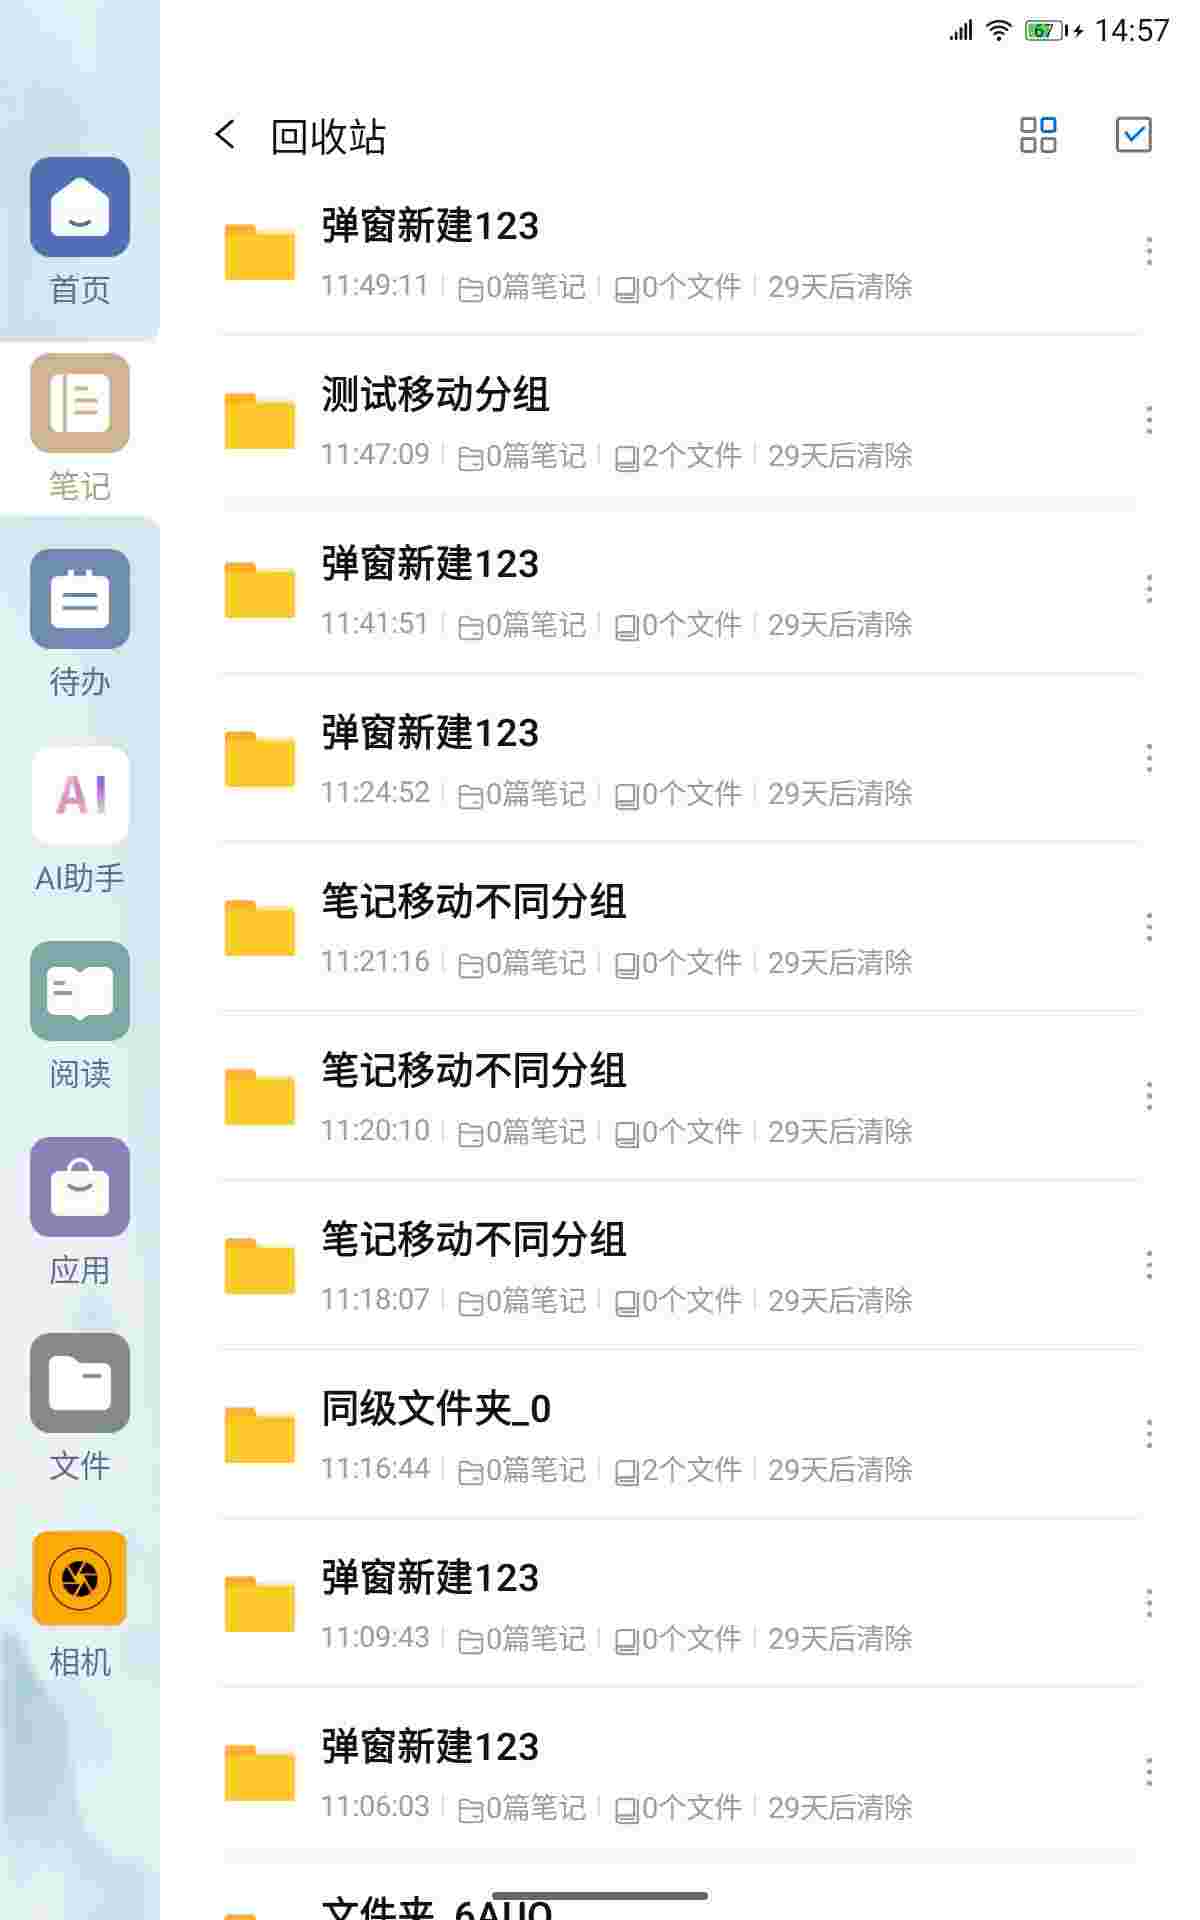 67 14:57
回收站
首页
笔记
待办
AI
AI助手
阅读
应用
文件
相机
弹窗新建123
11:49:11 0篇笔记 0个文件 29天后清除
测试移动分组
11:47:09 0篇笔记 2个文件 29天后清除
弹窗新建123
11:41:51 0篇笔记 0个文件 29天后清除
弹窗新建123
11:24:52 0篇笔记 0个文件 29天后清除
笔记移动不同分组
11:21:16 0篇笔记 0个文件 29天后清除
笔记移动不同分组
11:20:10 0篇笔记 0个文件 29天后清除
笔记移动不同分组
11:18:07 0篇笔记 0个文件 29天后清除
同级文件夹_0
11:16:44 0篇笔记 2个文件 29天后清除
弹窗新建123
11:09:43 0篇笔记 0个文件 29天后清除
弹窗新建123
11:06:03 0篇笔记 0个文件 29天后清除